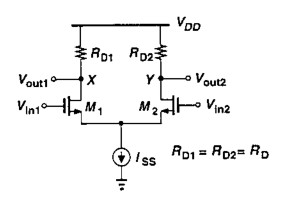 V_DD
R_D1 R_D2
V_out1 X Y V_out2
V_in1 M_1 M_2 V_in2
I_SS R_D1 = R_D2 = R_D